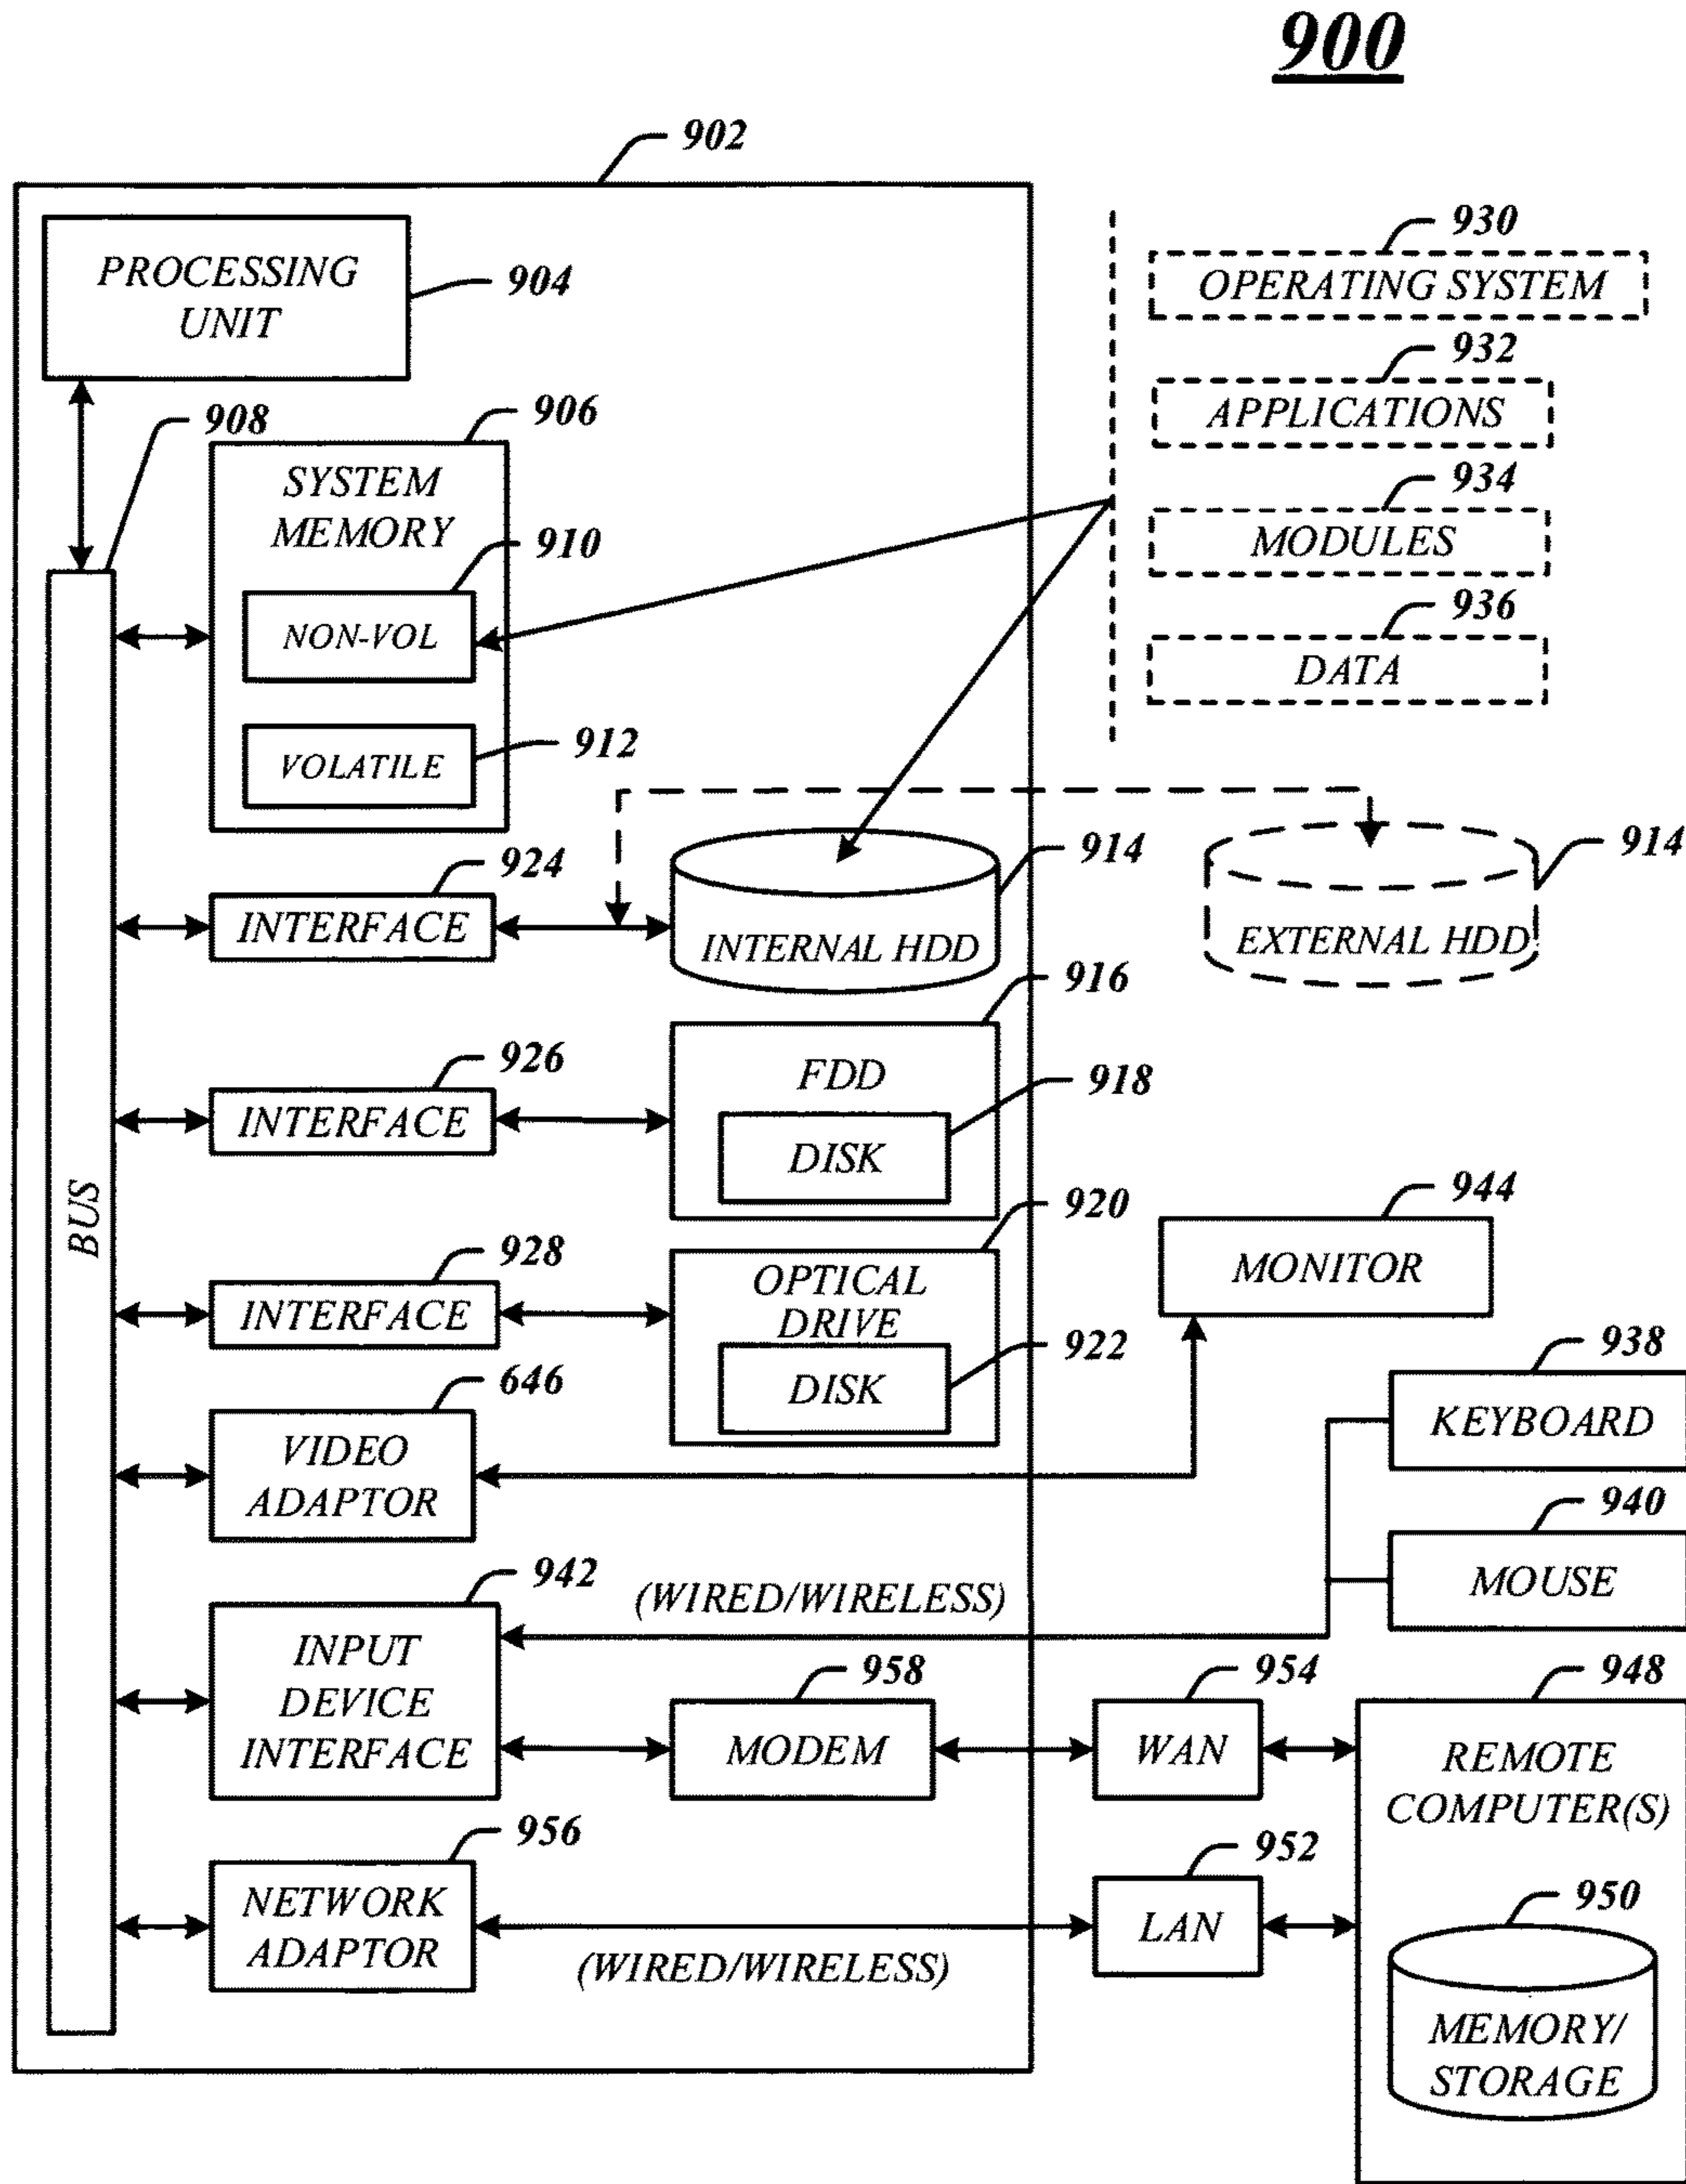 900
902
PROCESSING
UNIT
904
908
906
SYSTEM
MEMORY
910
NON-VOL
912
VOLATILE
930
OPERATING SYSTEM
932
APPLICATIONS
934
MODULES
936
DATA
BUS
924
INTERFACE
914
INTERNAL HDD
914
EXTERNAL HDD
926
INTERFACE
916
FDD
918
DISK
928
INTERFACE
920
OPTICAL
DRIVE
922
DISK
944
MONITOR
646
VIDEO
ADAPTOR
938
KEYBOARD
940
MOUSE
942
INPUT
DEVICE
INTERFACE
(WIRED/WIRELESS)
958
MODEM
954
WAN
948
REMOTE
COMPUTER(S)
956
NETWORK
ADAPTOR
(WIRED/WIRELESS)
952
LAN
950
MEMORY/
STORAGE